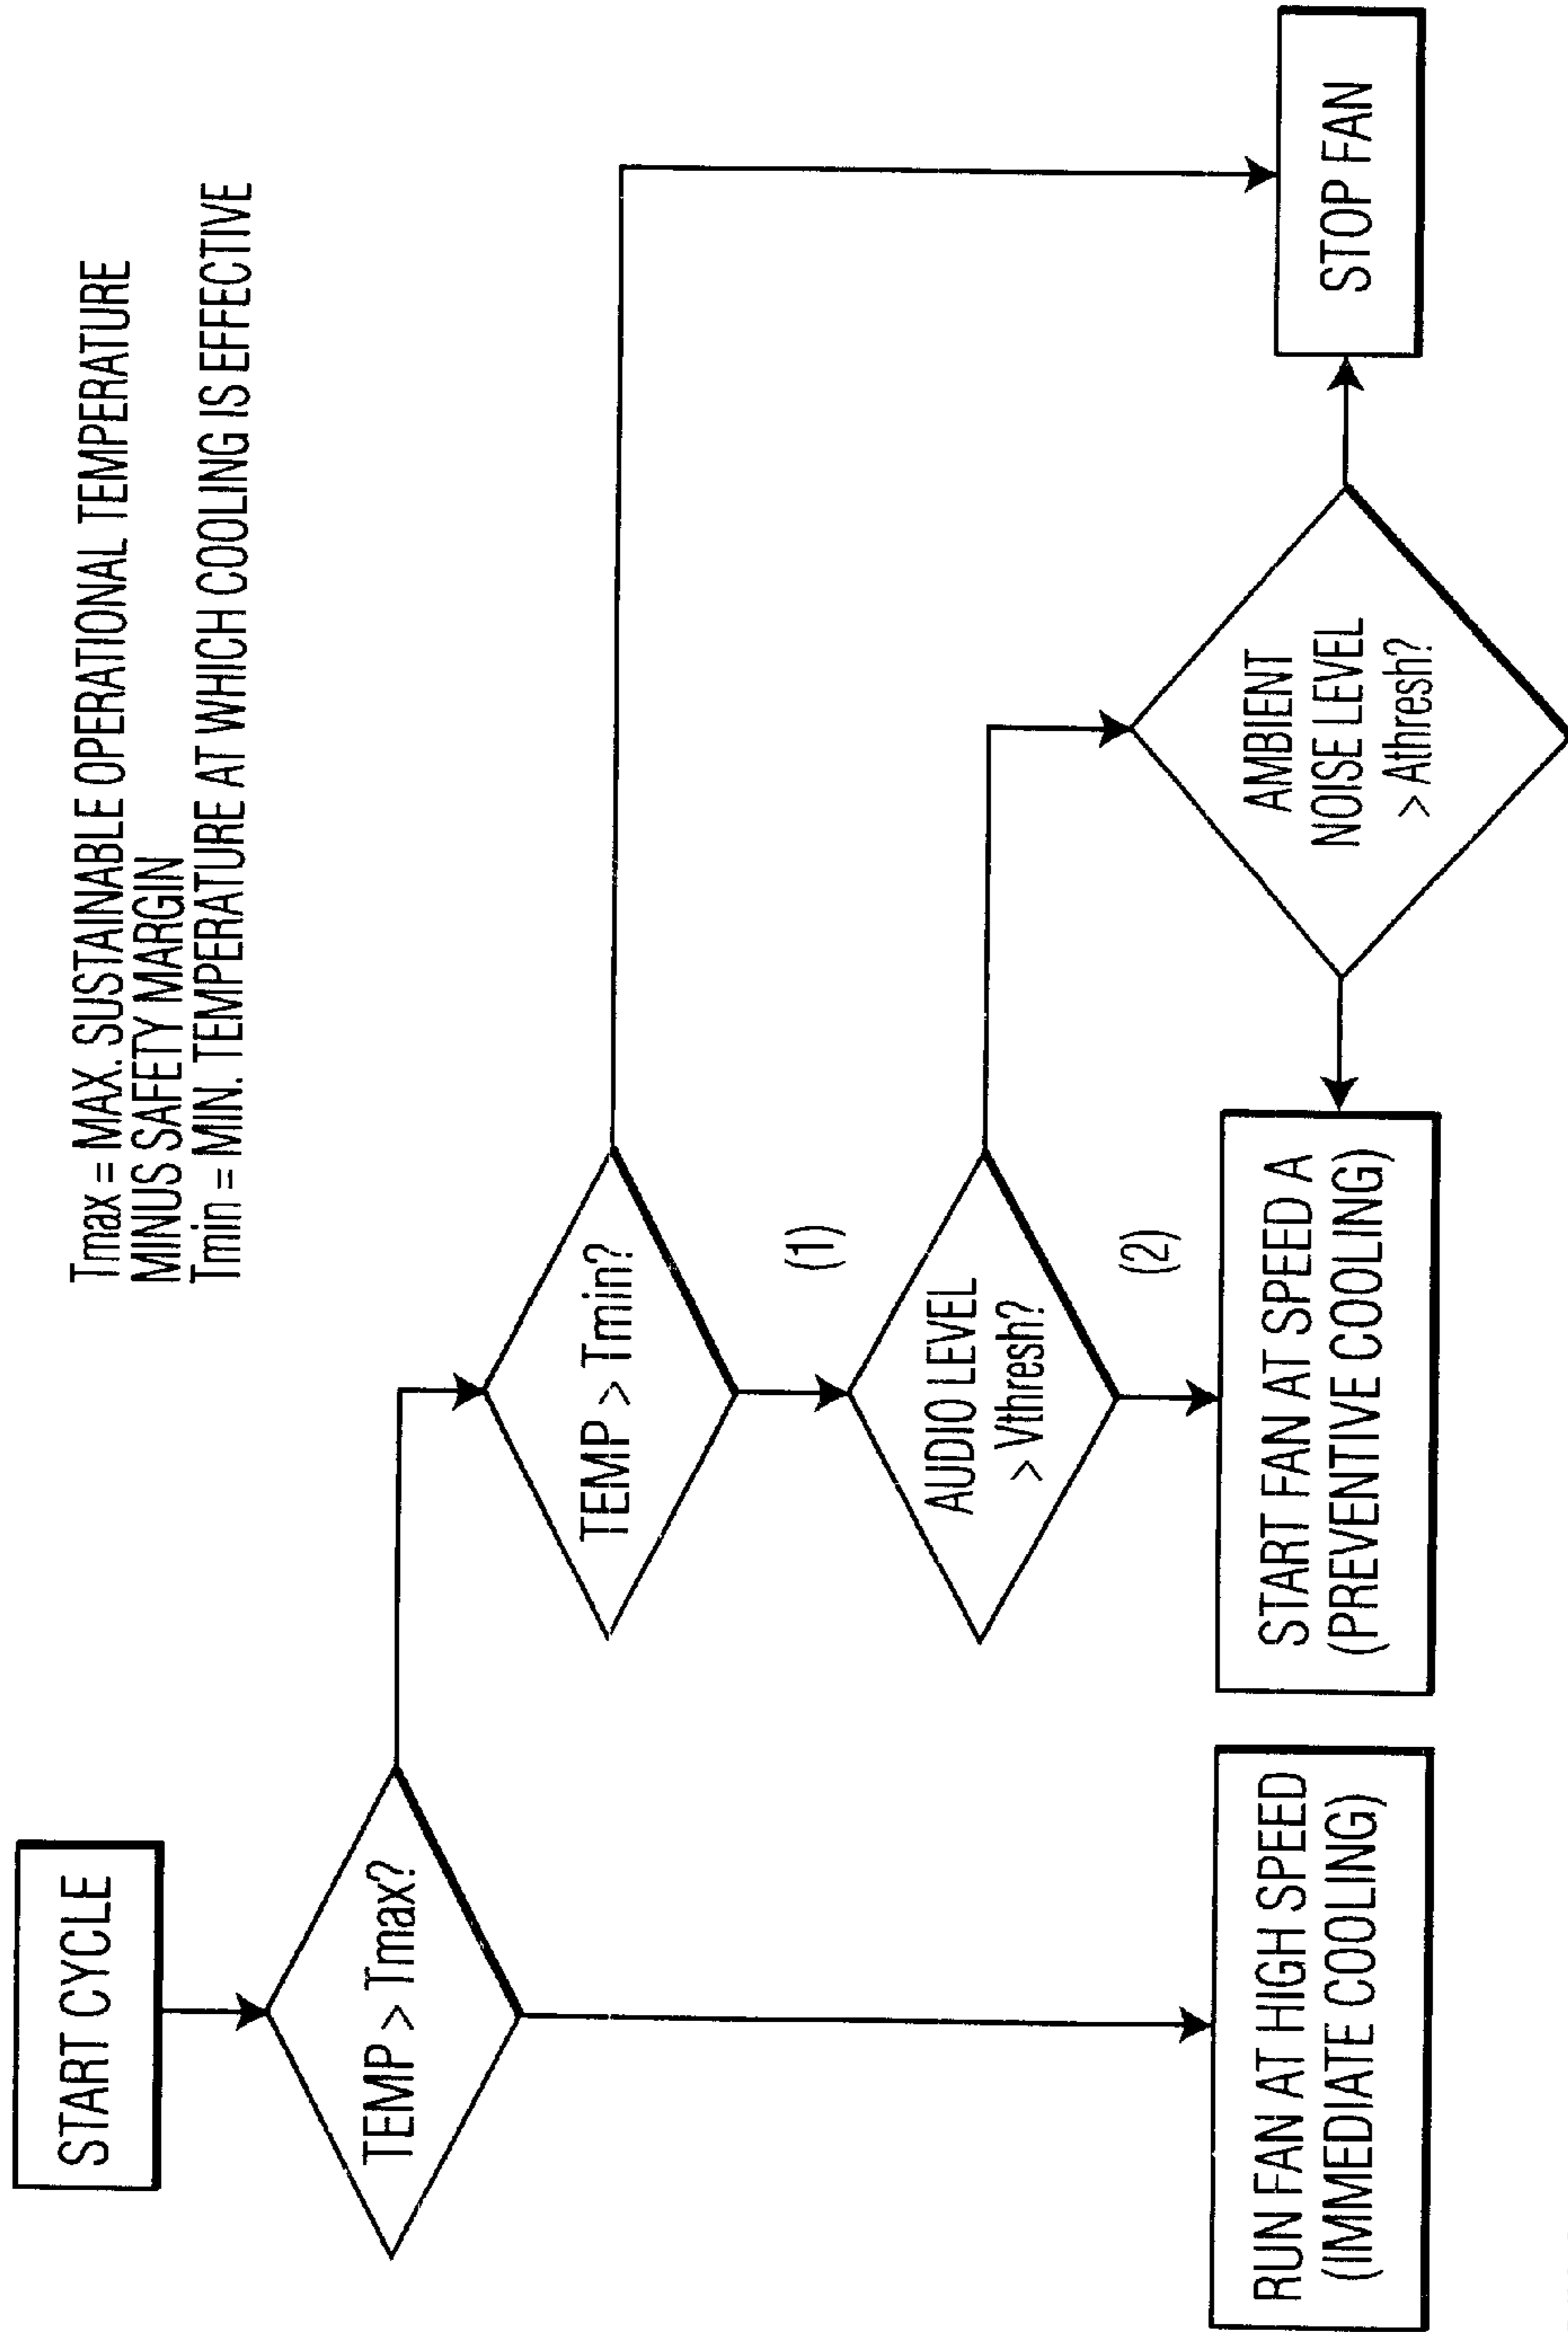 Tmax = MAX. SUSTAINABLE OPERATIONAL TEMPERATURE
MINUS SAFETY MARGIN
Tmin = MIN. TEMPERATURE AT WHICH COOLING IS EFFECTIVE
START CYCLE
TEMP > Tmax?
TEMP > Tmin?
(1)
AUDIO LEVEL
> Vthresh?
(2)
AMBIENT
NOISE LEVEL
> Athresh?
RUN FAN AT HIGH SPEED
(IMMEDIATE COOLING)
START FAN AT SPEED A
(PREVENTIVE COOLING)
STOP FAN